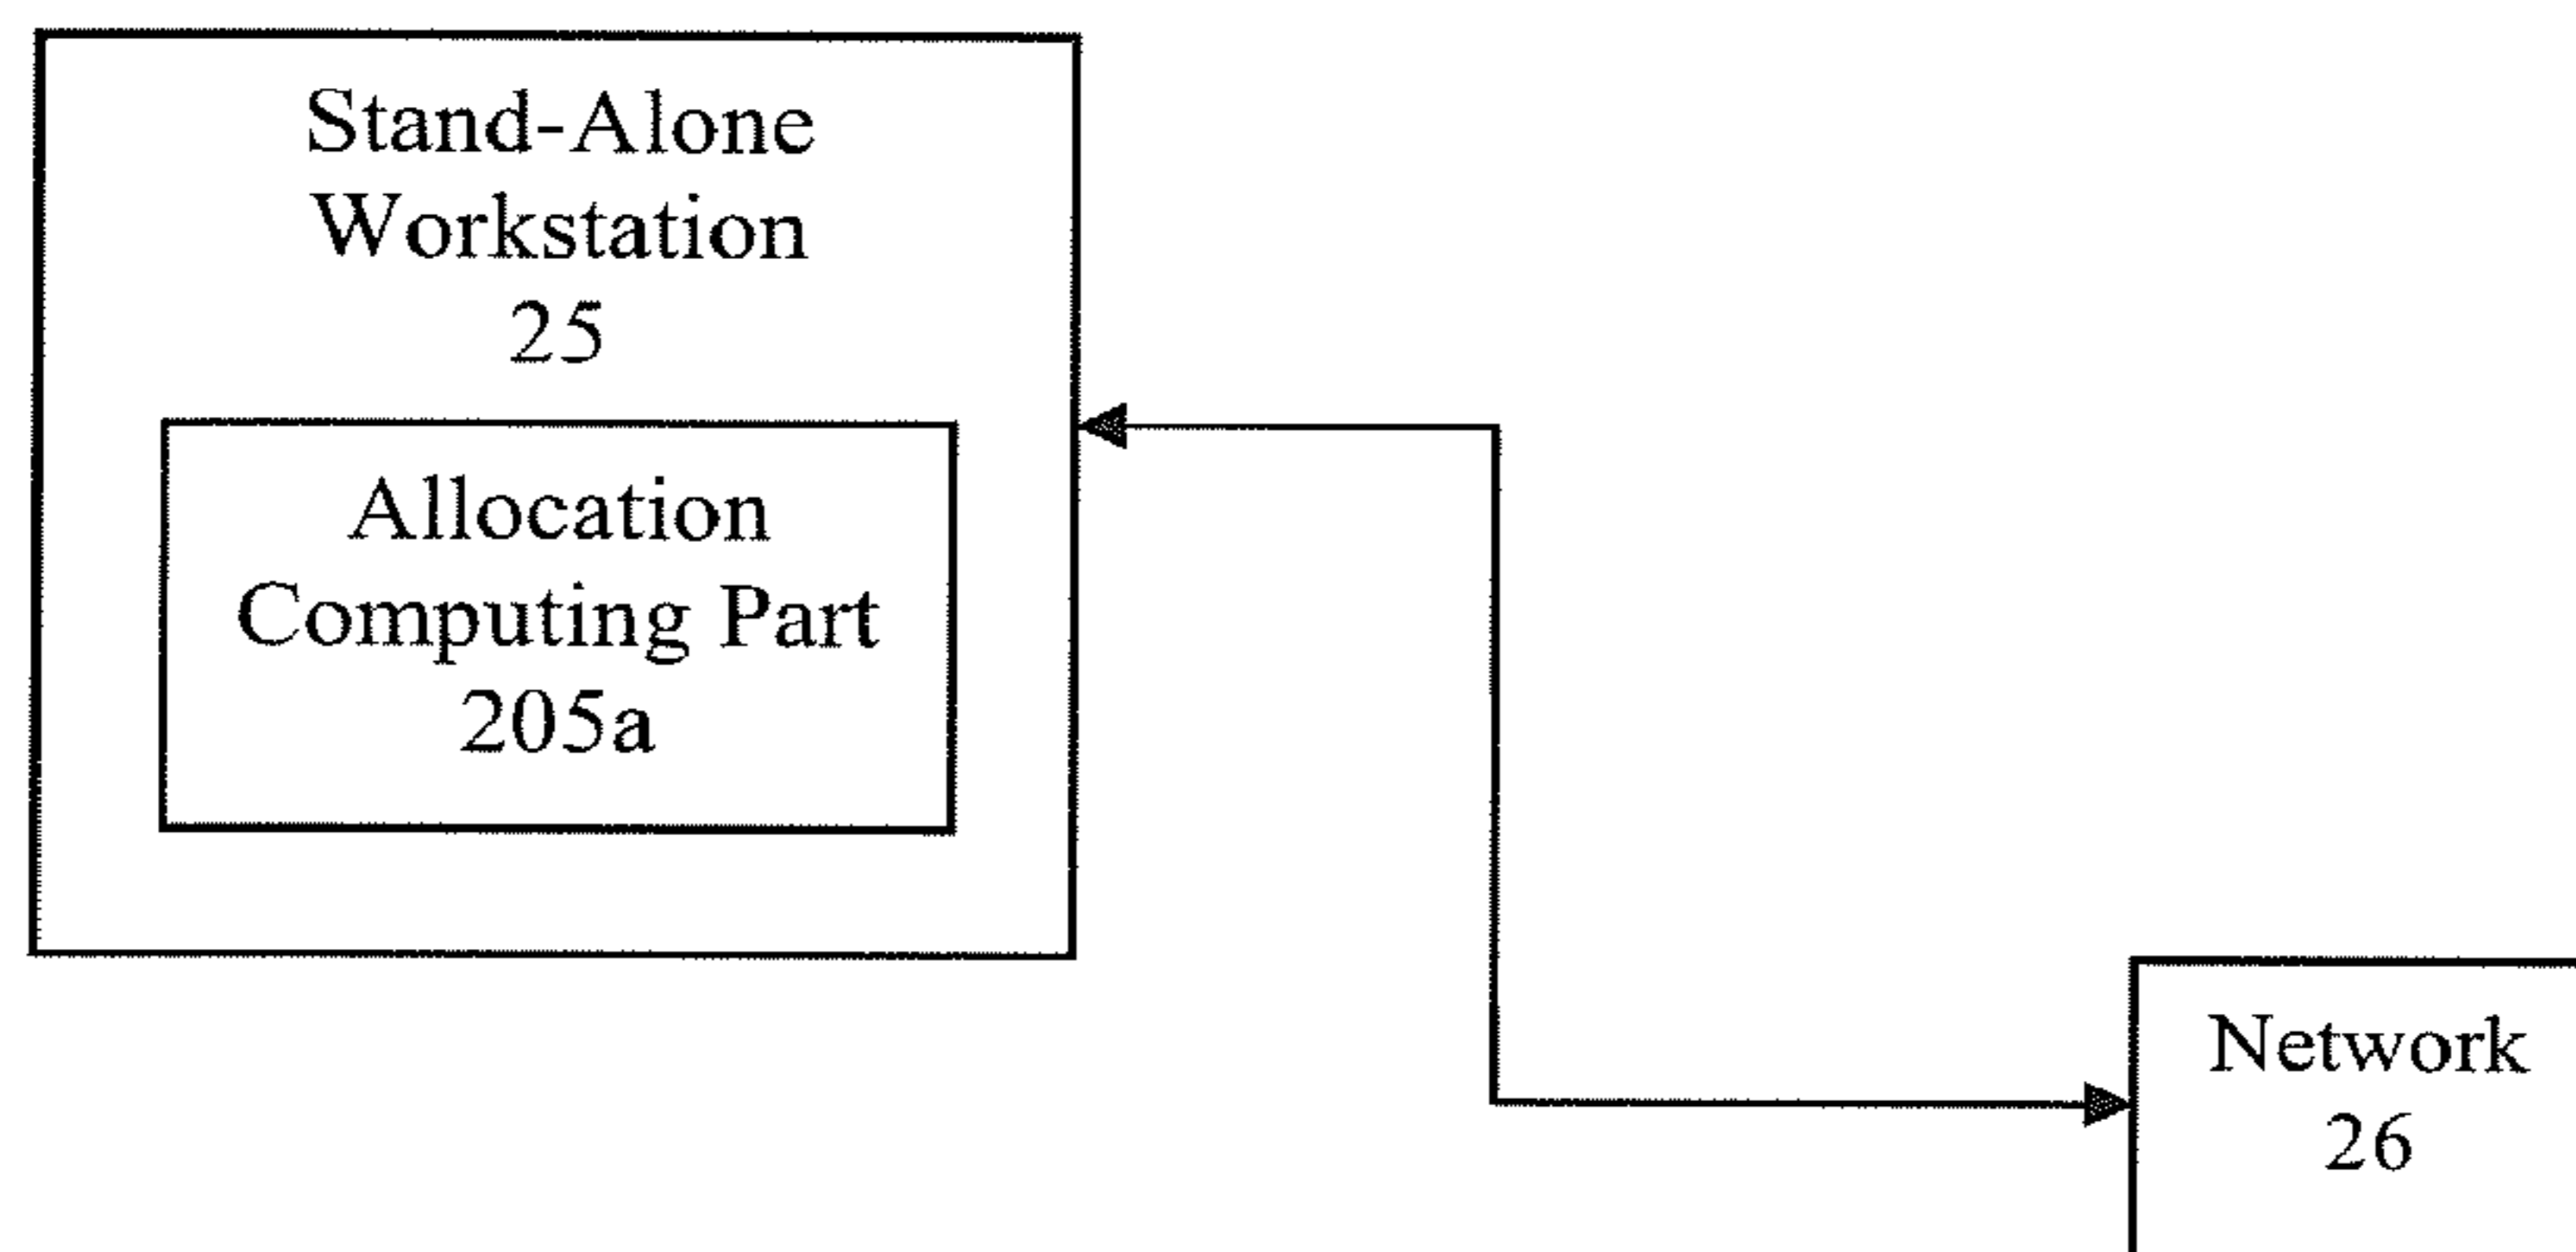 Stand-Alone
Workstation
25
Allocation
Computing Part
205a
Network
26